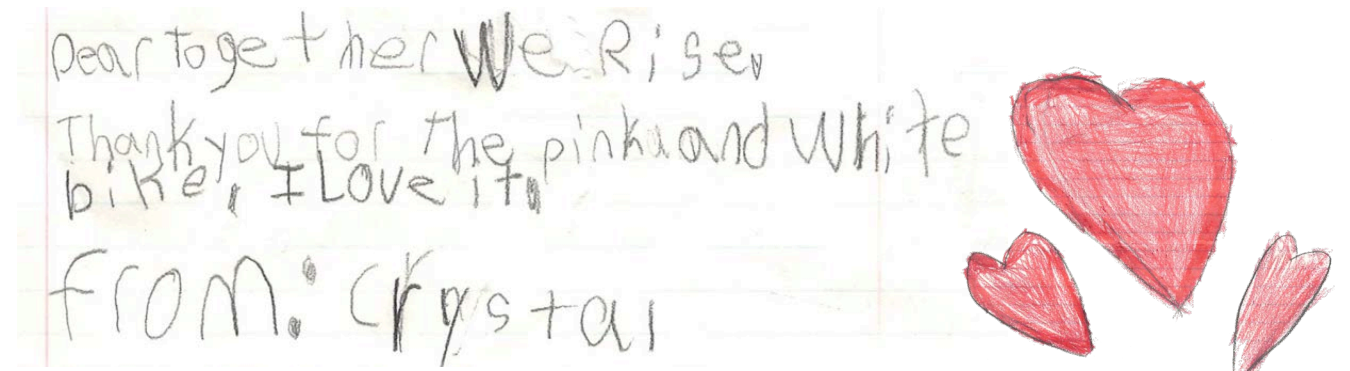 Dear Together We Rise,
Thank you for the pink and white
bike, I Love it.
from: Crystal